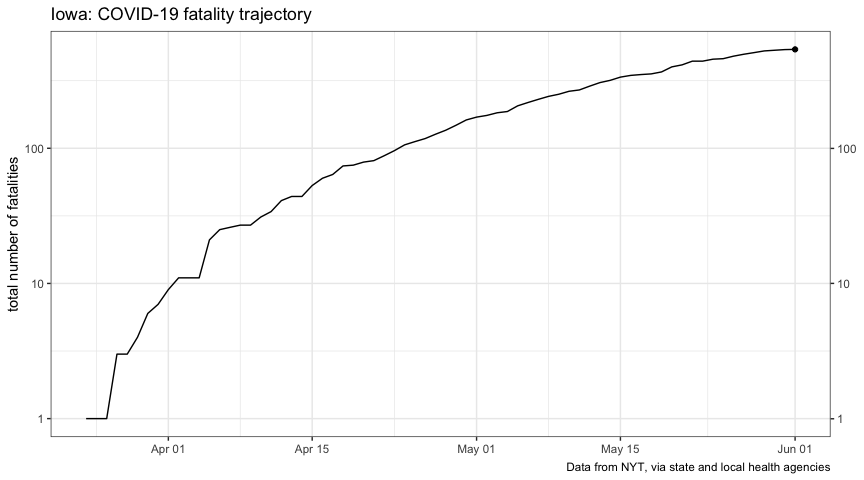 Iowa: COVID-19 fatality trajectory
total number of fatalities
100
10
1
100
10
1
Apr 01
Apr 15
May 01
May 15
Jun 01
Data from NYT, via state and local health agencies